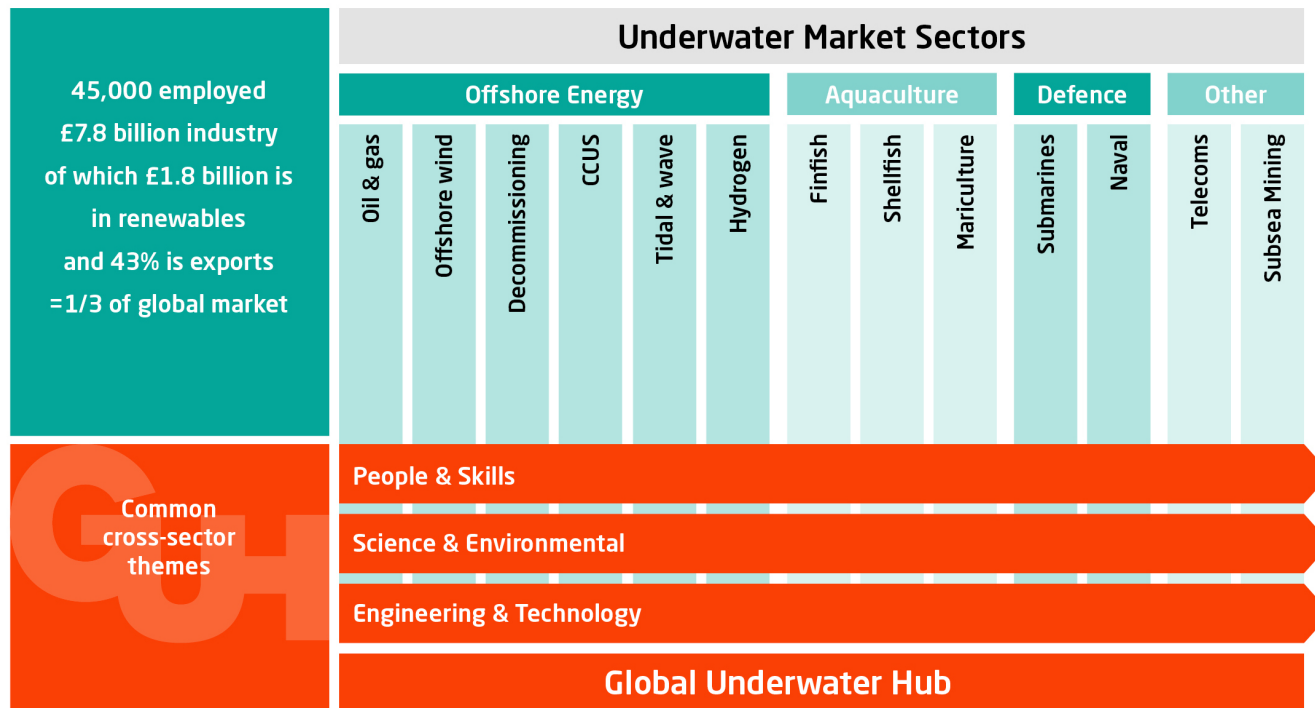 45,000 employed
£7.8 billion industry
of which £1.8 billion is
in renewables
and 43% is exports
=1/3 of global market
Underwater Market Sectors
Offshore Energy
Aquaculture
Defence
Other
Oil & gas
Offshore wind
Decommissioning
CCUS
Tidal & wave
Hydrogen
Finfish
Shellfish
Mariculture
Submarines
Naval
Telecoms
Subsea Mining
GUH
Common
cross-sector
themes
People & Skills
Science & Environmental
Engineering & Technology
Global Underwater Hub